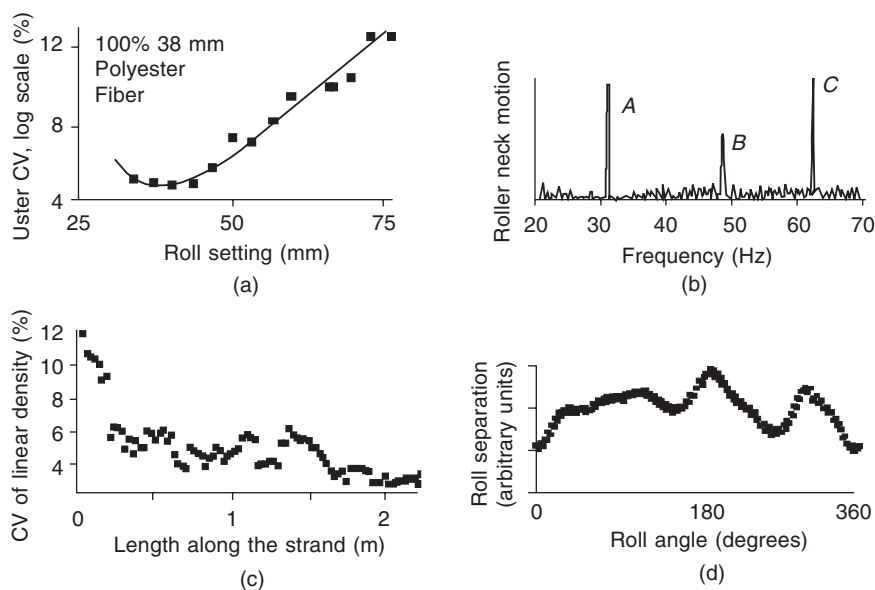 Uster CV, log scale (%)
12
8
4
100% 38 mm
Polyester
Fiber
25
50
75
Roll setting (mm)
(a)
Roller neck motion
A
B
C
20
30
40
50
60
70
Frequency (Hz)
(b)
CV of linear density (%)
12
10
8
6
4
0
1
2
Length along the strand (m)
(c)
Roll separation
(arbitrary units)
0
180
360
Roll angle (degrees)
(d)